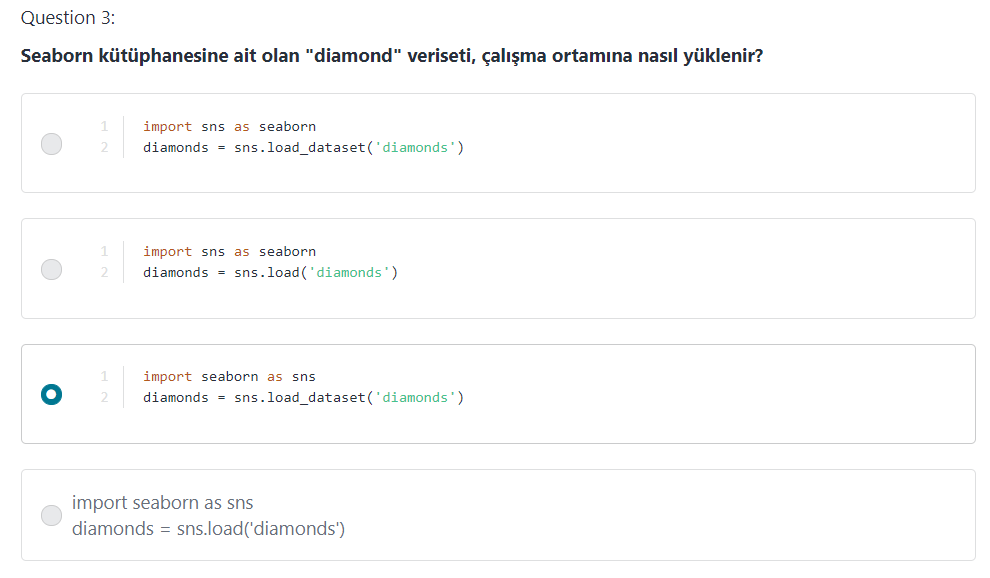 Question 3:
Seaborn kütüphanesine ait olan "diamond" veriseti, çalışma ortamına nasıl yüklenir?
1 import sns as seaborn
2 diamonds = sns.load_dataset('diamonds')
1 import sns as seaborn
2 diamonds = sns.load('diamonds')
1 import seaborn as sns
2 diamonds = sns.load_dataset('diamonds')
import seaborn as sns
diamonds = sns.load('diamonds')